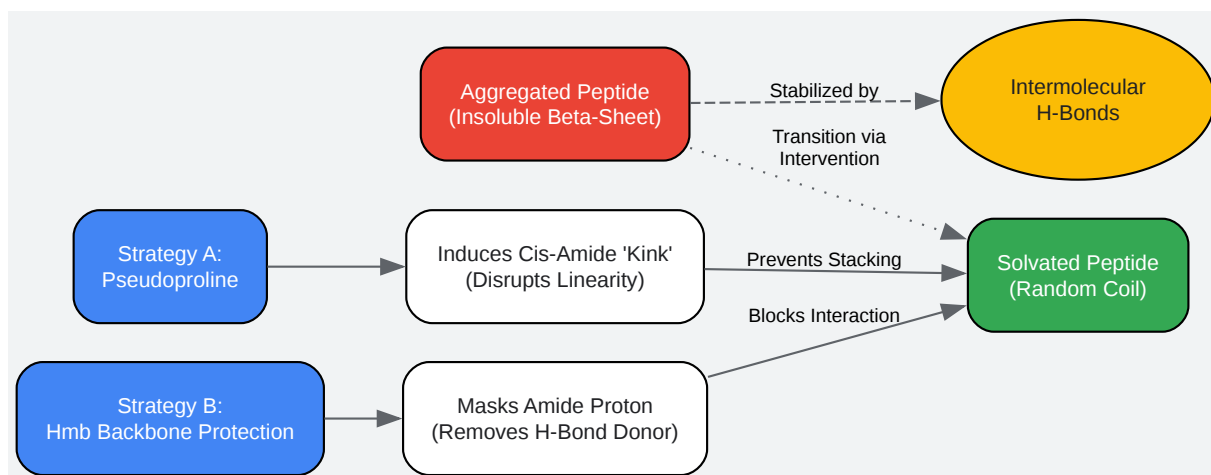 Aggregated Peptide
(Insoluble Beta-Sheet)
Stabilized by
Intermolecular
H-Bonds
Transition via
Intervention
Strategy A:
Pseudoproline
Induces Cis-Amide 'Kink'
(Disrupts Linearity)
Prevents Stacking
Solvated Peptide
(Random Coil)
Blocks Interaction
Strategy B:
Hmb Backbone Protection
Masks Amide Proton
(Removes H-Bond Donor)